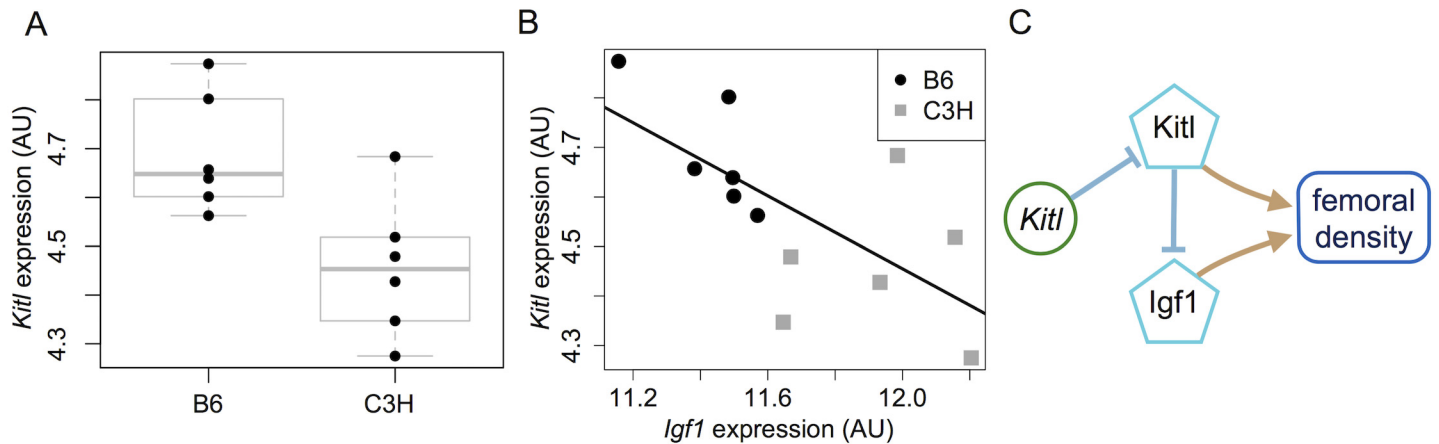 A
Kitl expression (AU)
4.7
4.5
4.3
B6
C3H
B
Kitl expression (AU)
4.7
4.5
4.3
B6
C3H
11.2
11.6
12.0
Igf1 expression (AU)
C
Kitl
Kitl
Igf1
femoral
density